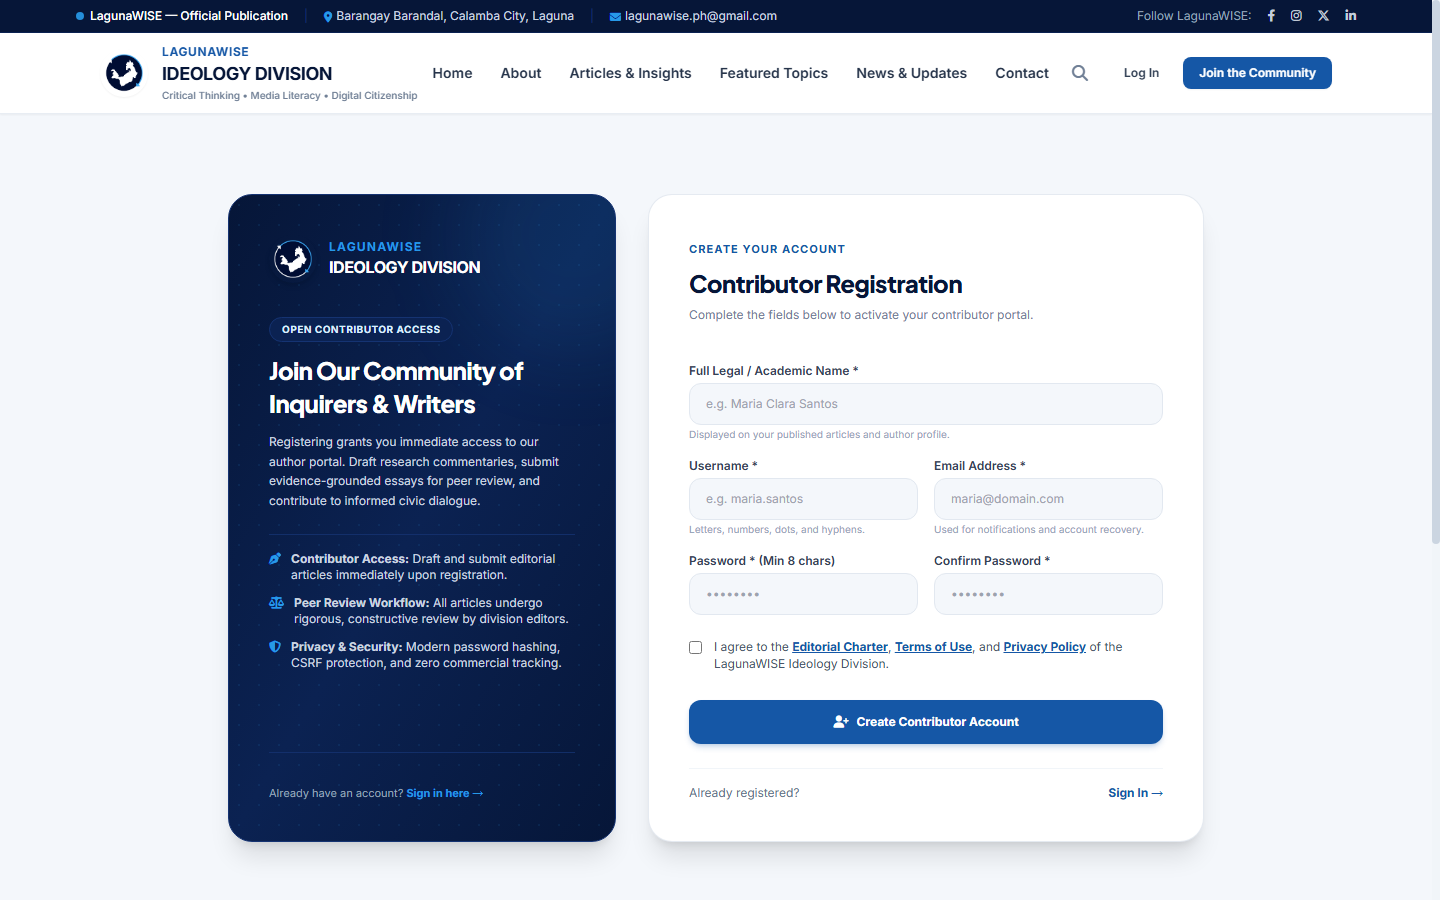 LagunaWISE — Official Publication
Barangay Barandal, Calamba City, Laguna
lagunawise.ph@gmail.com
Follow LagunaWISE:
LAGUNAWISE
IDEOLOGY DIVISION
Critical Thinking • Media Literacy • Digital Citizenship
Home
About
Articles & Insights
Featured Topics
News & Updates
Contact
Log In
Join the Community
LAGUNAWISE
IDEOLOGY DIVISION
OPEN CONTRIBUTOR ACCESS
Join Our Community of
Inquirers & Writers
Registering grants you immediate access to our
author portal. Draft research commentaries, submit
evidence-grounded essays for peer review, and
contribute to informed civic dialogue.
Contributor Access: Draft and submit editorial
articles immediately upon registration.
Peer Review Workflow: All articles undergo
rigorous, constructive review by division editors.
Privacy & Security: Modern password hashing,
CSRF protection, and zero commercial tracking.
Already have an account? Sign in here →
CREATE YOUR ACCOUNT
Contributor Registration
Complete the fields below to activate your contributor portal.
Full Legal / Academic Name *
e.g. Maria Clara Santos
Displayed on your published articles and author profile.
Username *
Email Address *
e.g. maria.santos
maria@domain.com
Letters, numbers, dots, and hyphens.
Used for notifications and account recovery.
Password * (Min 8 chars)
Confirm Password *
••••••••
••••••••
I agree to the Editorial Charter, Terms of Use, and Privacy Policy of the
LagunaWISE Ideology Division.
Create Contributor Account
Already registered?
Sign In →